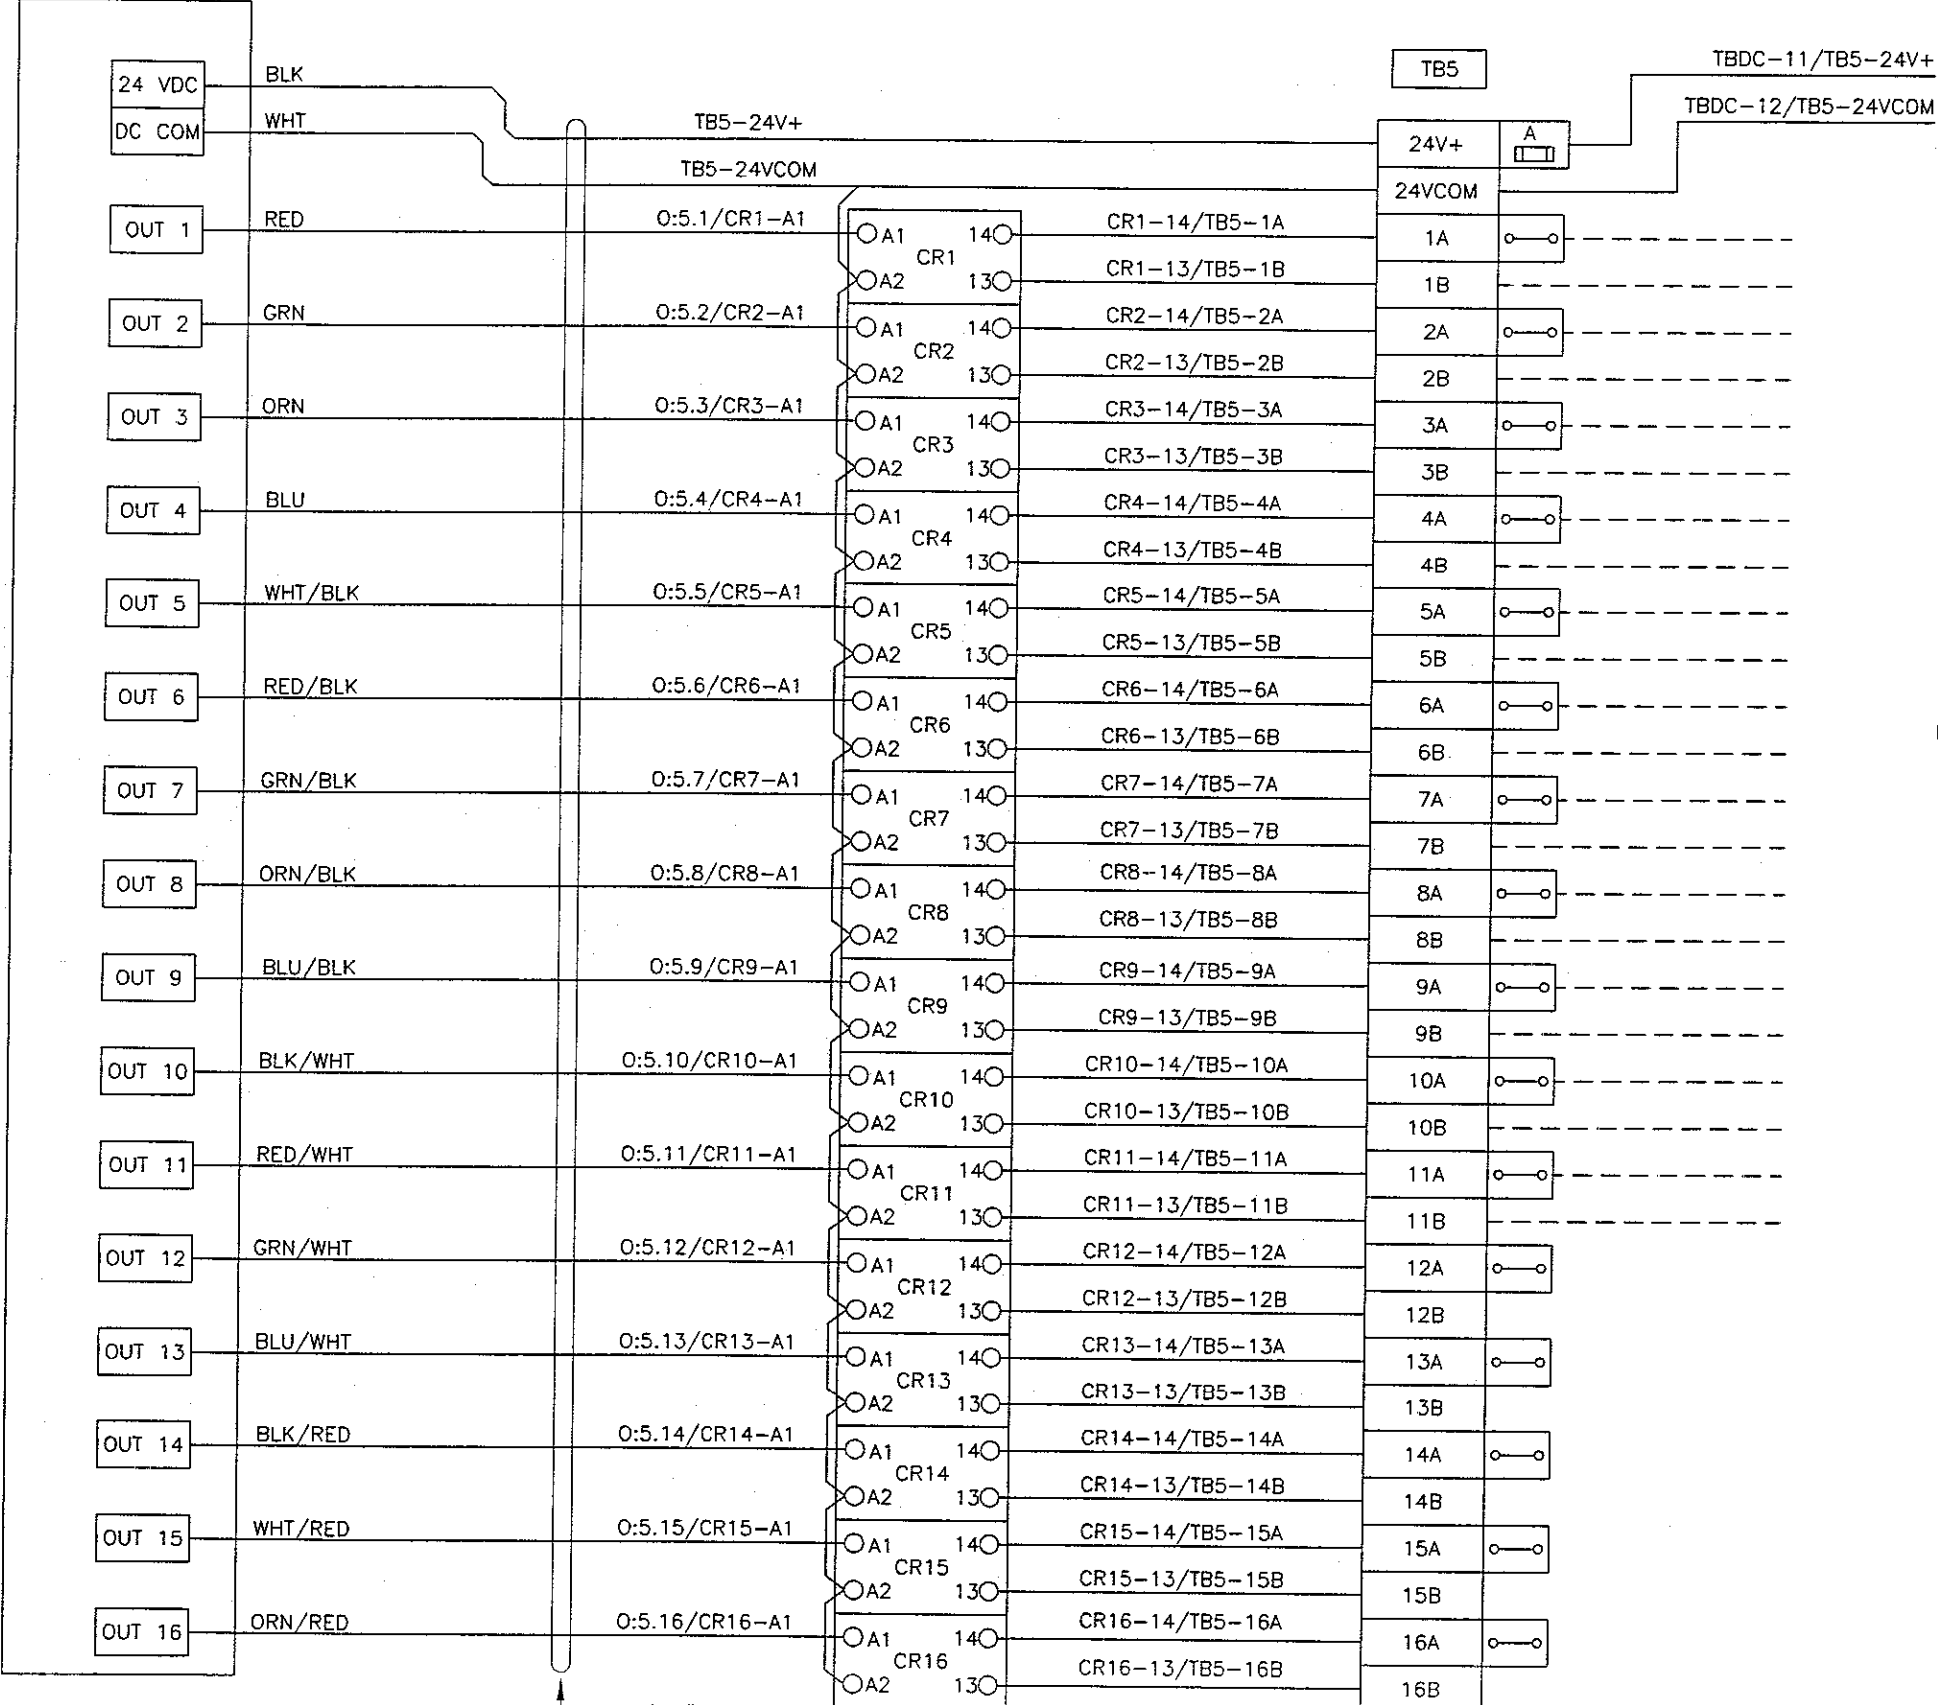 TB5
TBDC-11/TB5-24V+
TBDC-12/TB5-24VCOM
24 VDC BLK TB5-24V+ 24V+ A
DC COM WHT TB5-24VCOM 24VCOM
OUT 1 RED O:5.1/CR1-A1 A1 14 CR1-14/TB5-1A 1A
CR1
A2 13 CR1-13/TB5-1B 1B
OUT 2 GRN O:5.2/CR2-A1 A1 14 CR2-14/TB5-2A 2A
CR2
A2 13 CR2-13/TB5-2B 2B
OUT 3 ORN O:5.3/CR3-A1 A1 14 CR3-14/TB5-3A 3A
CR3
A2 13 CR3-13/TB5-3B 3B
OUT 4 BLU O:5.4/CR4-A1 A1 14 CR4-14/TB5-4A 4A
CR4
A2 13 CR4-13/TB5-4B 4B
OUT 5 WHT/BLK O:5.5/CR5-A1 A1 14 CR5-14/TB5-5A 5A
CR5
A2 13 CR5-13/TB5-5B 5B
OUT 6 RED/BLK O:5.6/CR6-A1 A1 14 CR6-14/TB5-6A 6A
CR6
A2 13 CR6-13/TB5-6B 6B
OUT 7 GRN/BLK O:5.7/CR7-A1 A1 14 CR7-14/TB5-7A 7A
CR7
A2 13 CR7-13/TB5-7B 7B
OUT 8 ORN/BLK O:5.8/CR8-A1 A1 14 CR8-14/TB5-8A 8A
CR8
A2 13 CR8-13/TB5-8B 8B
OUT 9 BLU/BLK O:5.9/CR9-A1 A1 14 CR9-14/TB5-9A 9A
CR9
A2 13 CR9-13/TB5-9B 9B
OUT 10 BLK/WHT O:5.10/CR10-A1 A1 14 CR10-14/TB5-10A 10A
CR10
A2 13 CR10-13/TB5-10B 10B
OUT 11 RED/WHT O:5.11/CR11-A1 A1 14 CR11-14/TB5-11A 11A
CR11
A2 13 CR11-13/TB5-11B 11B
OUT 12 GRN/WHT O:5.12/CR12-A1 A1 14 CR12-14/TB5-12A 12A
CR12
A2 13 CR12-13/TB5-12B 12B
OUT 13 BLU/WHT O:5.13/CR13-A1 A1 14 CR13-14/TB5-13A 13A
CR13
A2 13 CR13-13/TB5-13B 13B
OUT 14 BLK/RED O:5.14/CR14-A1 A1 14 CR14-14/TB5-14A 14A
CR14
A2 13 CR14-13/TB5-14B 14B
OUT 15 WHT/RED O:5.15/CR15-A1 A1 14 CR15-14/TB5-15A 15A
CR15
A2 13 CR15-13/TB5-15B 15B
OUT 16 ORN/RED O:5.16/CR16-A1 A1 14 CR16-14/TB5-16A 16A
CR16
A2 13 CR16-13/TB5-16B 16B